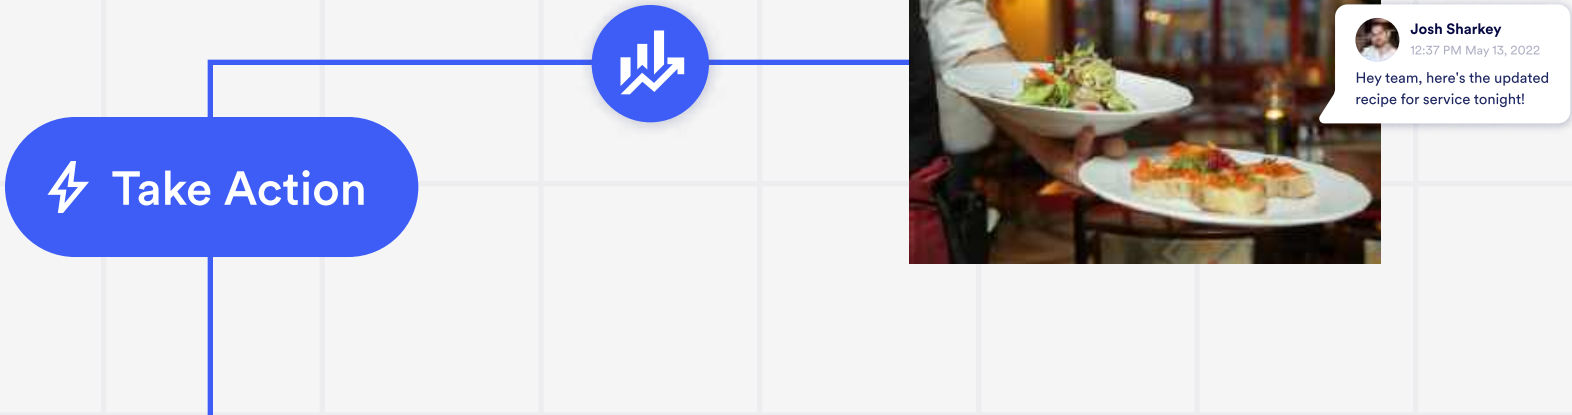 Take Action
Josh Sharkey
12:37 PM May 13, 2022
Hey team, here's the updated
recipe for service tonight!